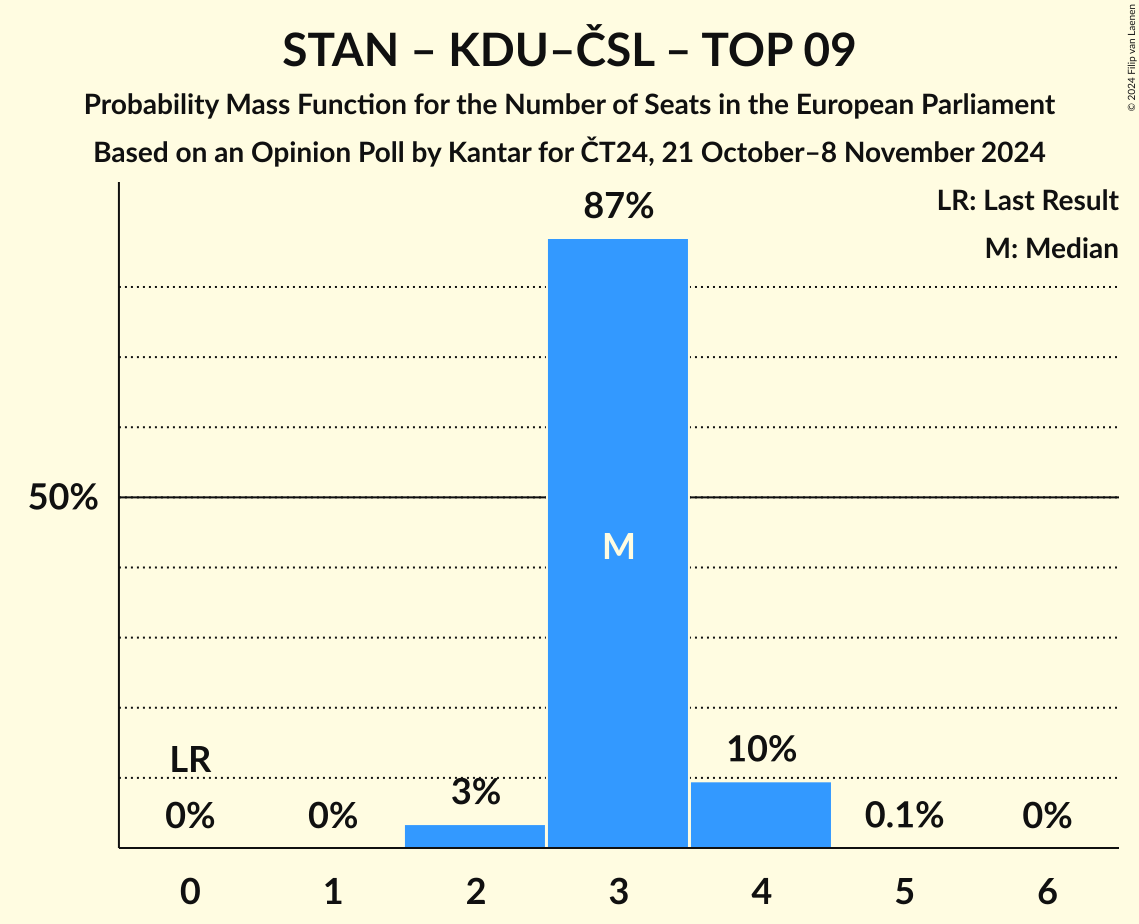 STAN – KDU–ČSL – TOP 09
Probability Mass Function for the Number of Seats in the European Parliament
Based on an Opinion Poll by Kantar for ČT24, 21 October–8 November 2024
© 2024 Filip van Laenen
LR: Last Result
M: Median
87%
50%
M
LR
10%
3%
0%
0%
0.1%
0%
0 1 2 3 4 5 6